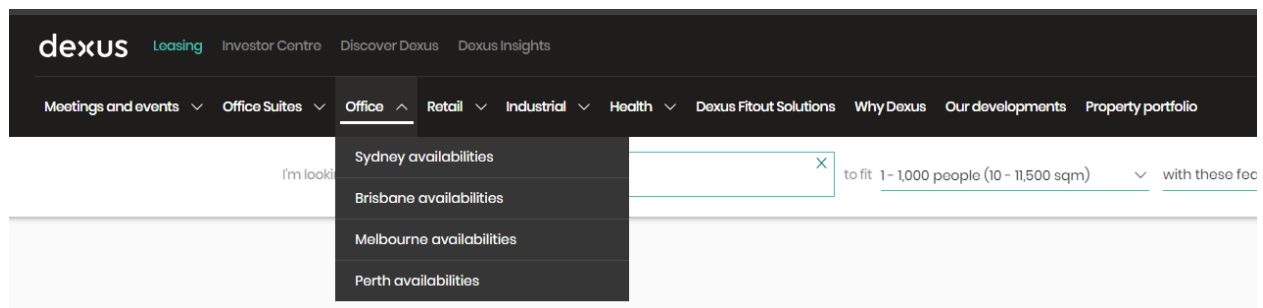 dexus Leasing Investor Centre Discover Dexus Dexus Insights
Meetings and events Office Suites Office Retail Industrial Health Dexus Fitout Solutions Why Dexus Our developments Property portfolio
Sydney availabilities
I'm to fit 1 - 1,000 people (10 - 11,500 sqm) with these
Brisbane availabilities
Melbourne availabilities
Perth availabilities